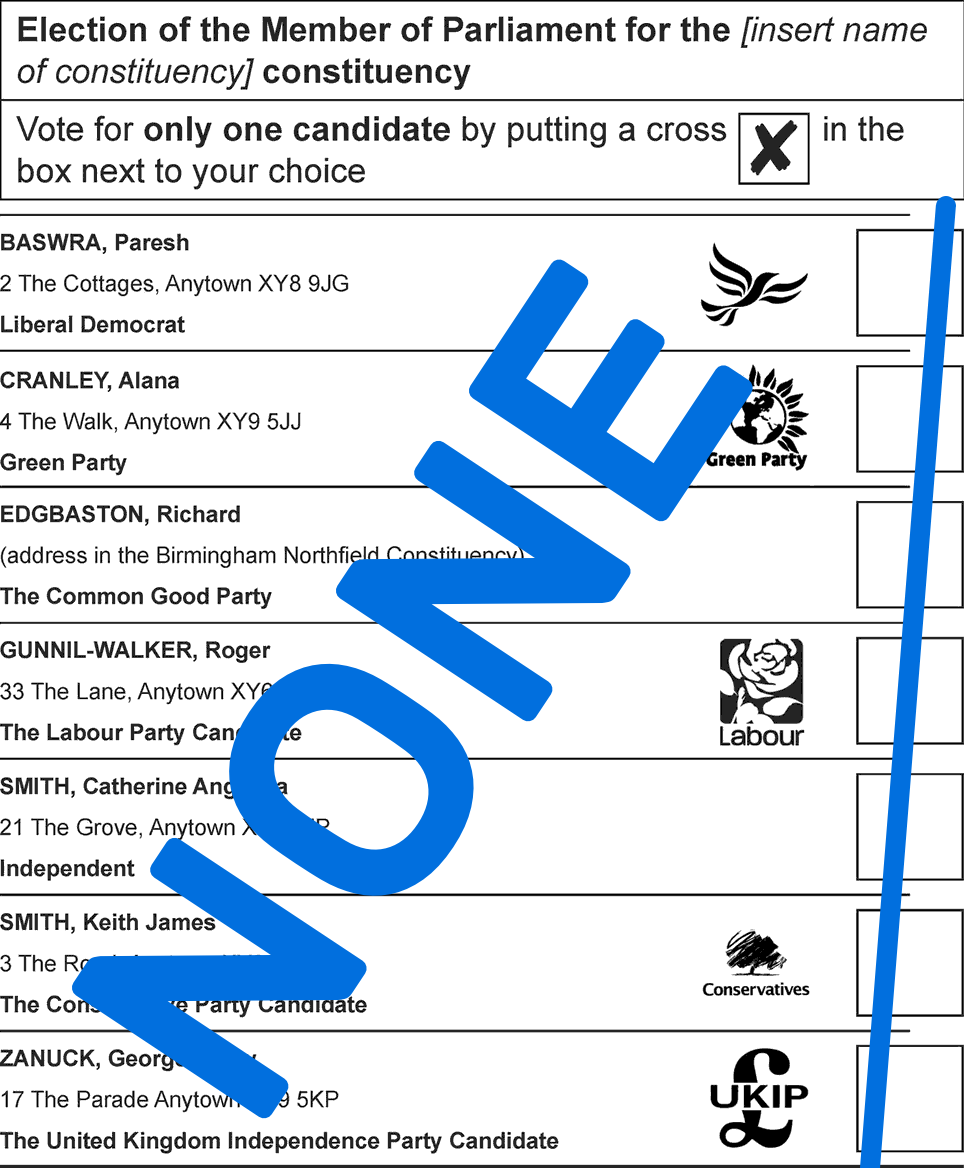 Election of the Member of Parliament for the [insert name
of constituency] constituency
Vote for only one candidate by putting a cross in the
box next to your choice
BASWRA, Paresh
2 The Cottages, Anytown XY8 9JG
Liberal Democrat
CRANLEY, Alana
4 The Walk, Anytown XY9 5JJ
Green Party
Green Party
EDGBASTON, Richard
(address in the Birmingham Northfield Constituency)
The Common Good Party
GUNNIL-WALKER, Roger
33 The Lane, Anytown
The Labour Party
Labour
SMITH, Catherine
21 The Grove, Anytown
Independent
SMITH, Keith James
3 The
The Party Candidate
Conservatives
ZANUCK,
17 The Parade Anytown 5KP
The United Kingdom Independence Party Candidate
UKIP
NONE